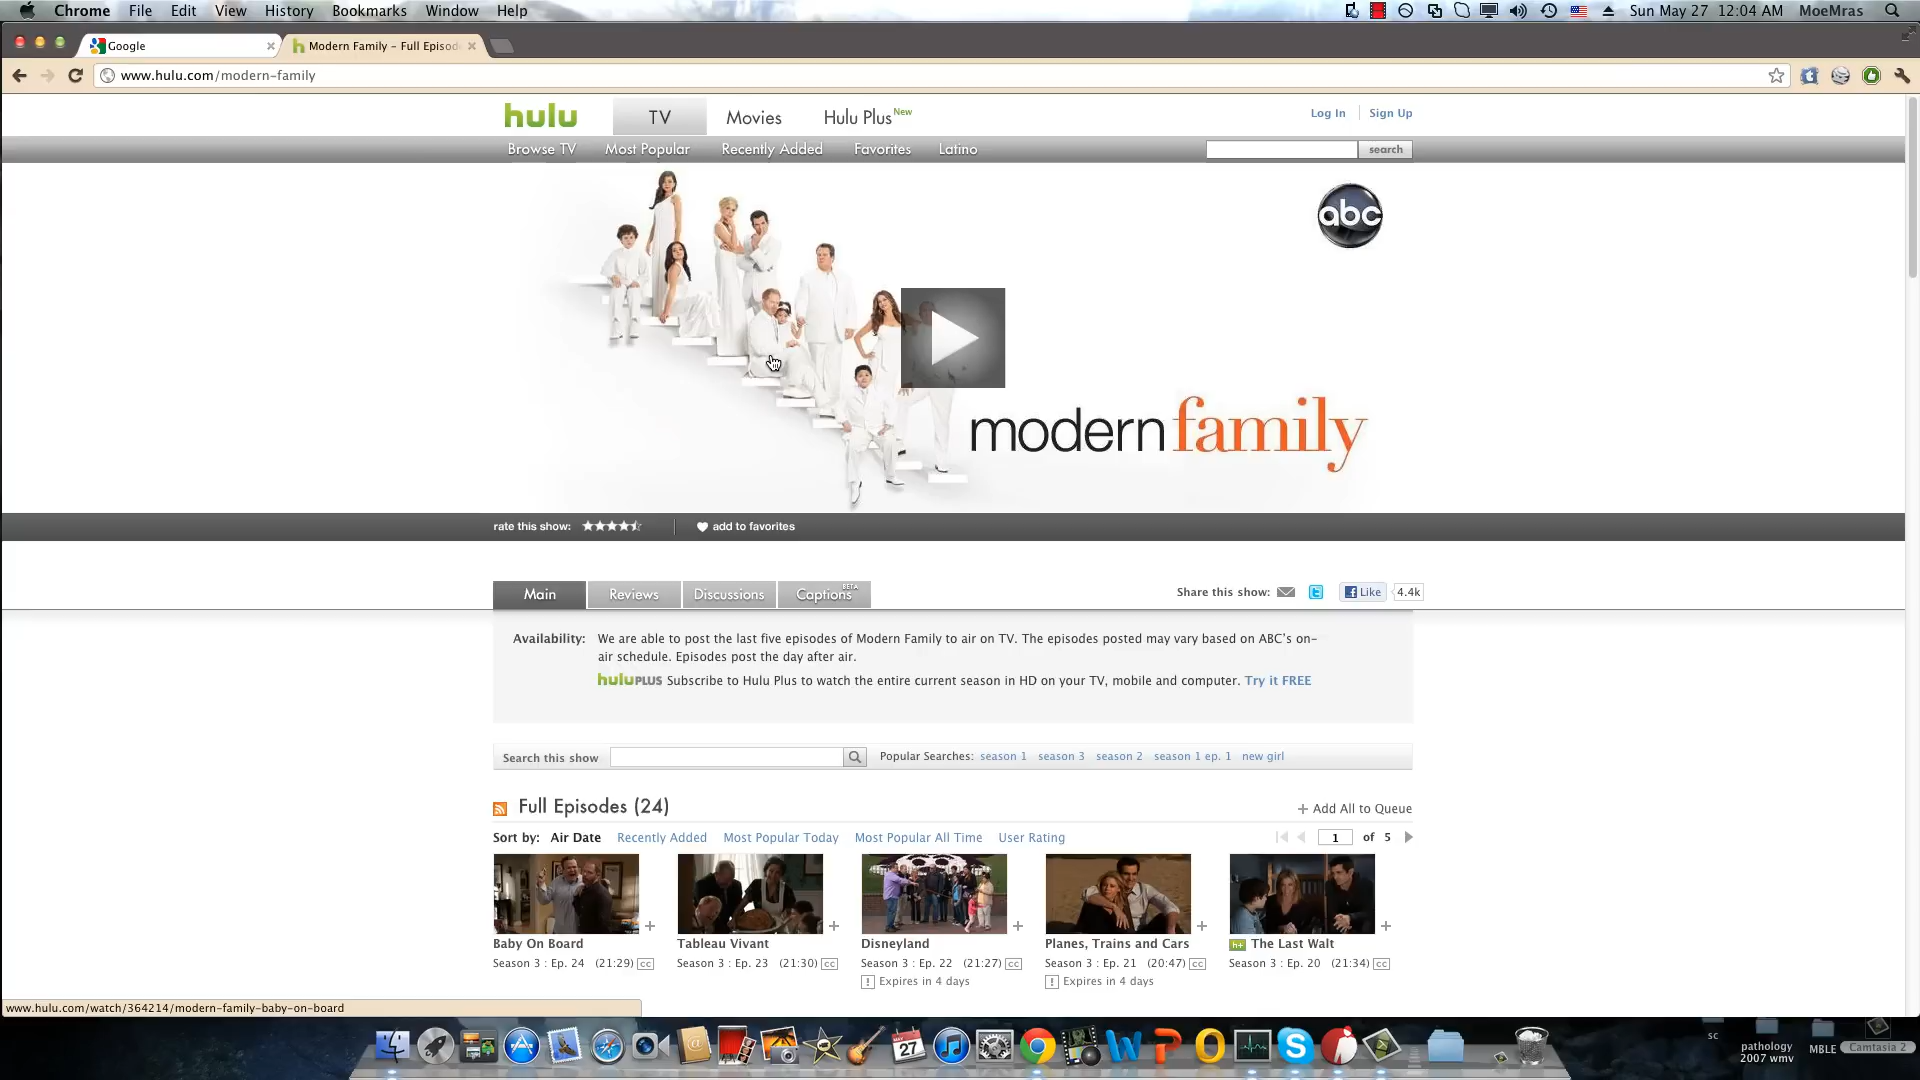 Chrome File Edit View History Bookmarks Window Help Sun May 27 12:04 AM MoeMras
Google Modern Family – Full Episod
www.hulu.com/modern-family
hulu TV Movies Hulu Plus New Log In Sign Up
Browse TV Most Popular Recently Added Favorites Latino search
abc
modern family
rate this show: add to favorites
Main Reviews Discussions Captions BETA Share this show: Like 4.4k
Availability: We are able to post the last five episodes of Modern Family to air on TV. The episodes posted may vary based on ABC's on-
air schedule. Episodes post the day after air.
hulu PLUS Subscribe to Hulu Plus to watch the entire current season in HD on your TV, mobile and computer. Try it FREE
Search this show Popular Searches: season 1 season 3 season 2 season 1 ep. 1 new girl
Full Episodes (24) + Add All to Queue
Sort by: Air Date Recently Added Most Popular Today Most Popular All Time User Rating 1 of 5
Baby On Board Tableau Vivant Disneyland Planes, Trains and Cars h+ The Last Walt
Season 3 : Ep. 24 (21:29) cc Season 3 : Ep. 23 (21:30) cc Season 3 : Ep. 22 (21:27) cc Season 3 : Ep. 21 (20:47) cc Season 3 : Ep. 20 (21:34) cc
! Expires in 4 days ! Expires in 4 days
www.hulu.com/watch/364214/modern-family-baby-on-board
MAY 27
sc pathology MBLE Camtasia 2
2007 wmv